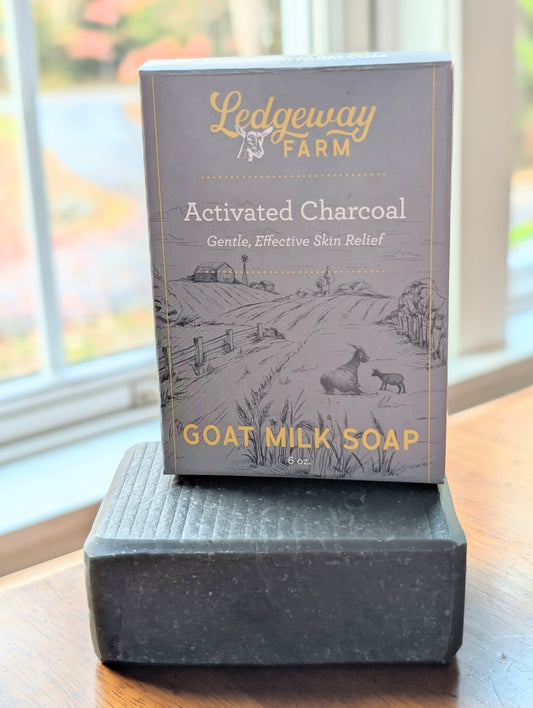 Ledgeway
FARM
Activated Charcoal
Gentle, Effective Skin Relief
GOAT MILK SOAP
6 oz.